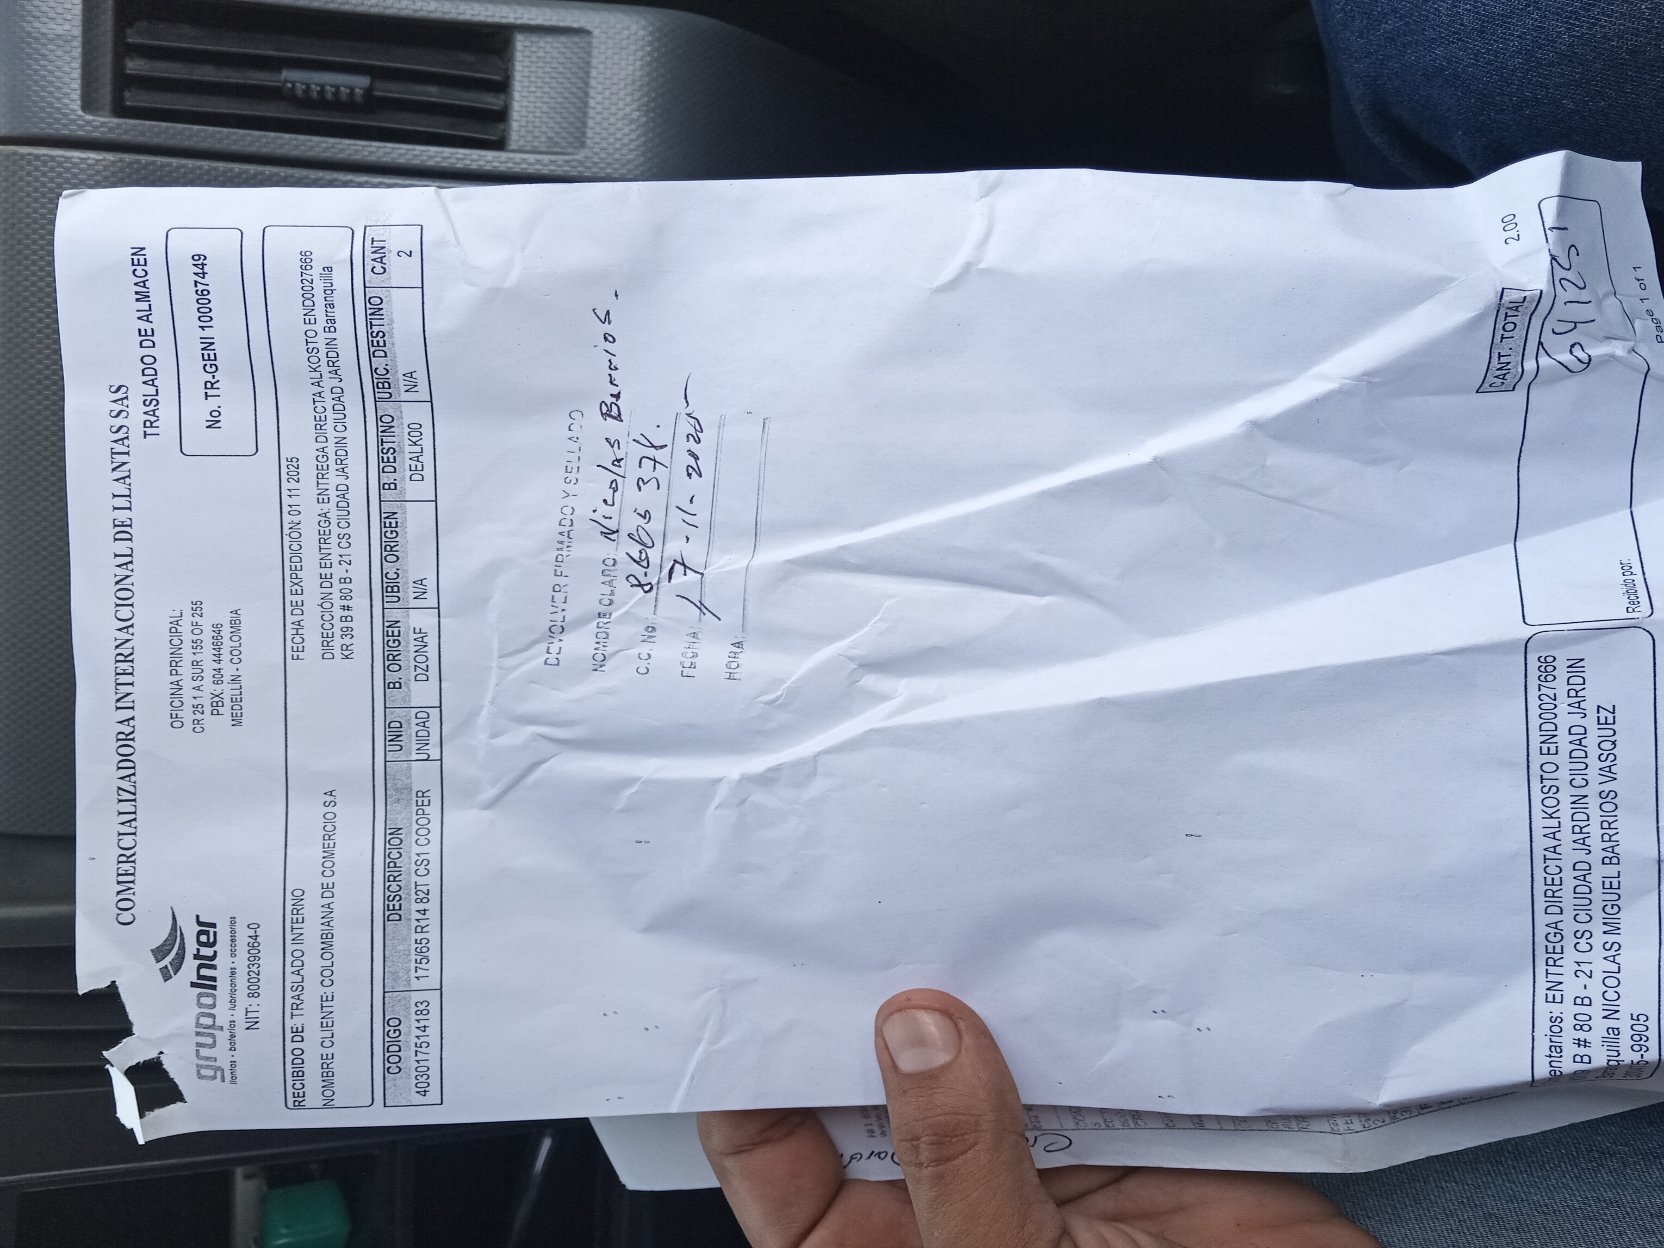 COMERCIALIZADORA INTERNACIONAL DE LLANTAS SAS
TRASLADO DE ALMACEN
grupoInter
llantas • baterías • lubricantes • accesorios
NIT: 800239064-0
OFICINA PRINCIPAL:
CR 25 1 A SUR 155 OF 255
PBX: 604 4446646
MEDELLÍN - COLOMBIA
No. TR-GENI 100067449
RECIBIDO DE: TRASLADO INTERNO
NOMBRE CLIENTE: COLOMBIANA DE COMERCIO S.A
FECHA DE EXPEDICIÓN: 01 11 2025
DIRECCIÓN DE ENTREGA: ENTREGA DIRECTA ALKOSTO END0027666
KR 39 B # 80 B - 21 CS CIUDAD JARDIN CIUDAD JARDIN Barranquilla
CODIGO DESCRIPCION UNID B. ORIGEN UBIC. ORIGEN B. DESTINO UBIC. DESTINO CANT
403017514183 175/65 R14 82T CS1 COOPER UNIDAD DZONAF N/A DEALK00 N/A 2
DEVOLVER FIRMADO Y SELLADO
NOMBRE CLARO: Nicolas Barrios.
C.C. No.
FECHA: 17-11-2025
HORA:
CANT. TOTAL 2.00
entarios: ENTREGA DIRECTA ALKOSTO END0027666
B # 80 B - 21 CS CIUDAD JARDIN CIUDAD JARDIN
quilla NICOLAS MIGUEL BARRIOS VASQUEZ
-9905
Recibido por:
Page 1 of 1